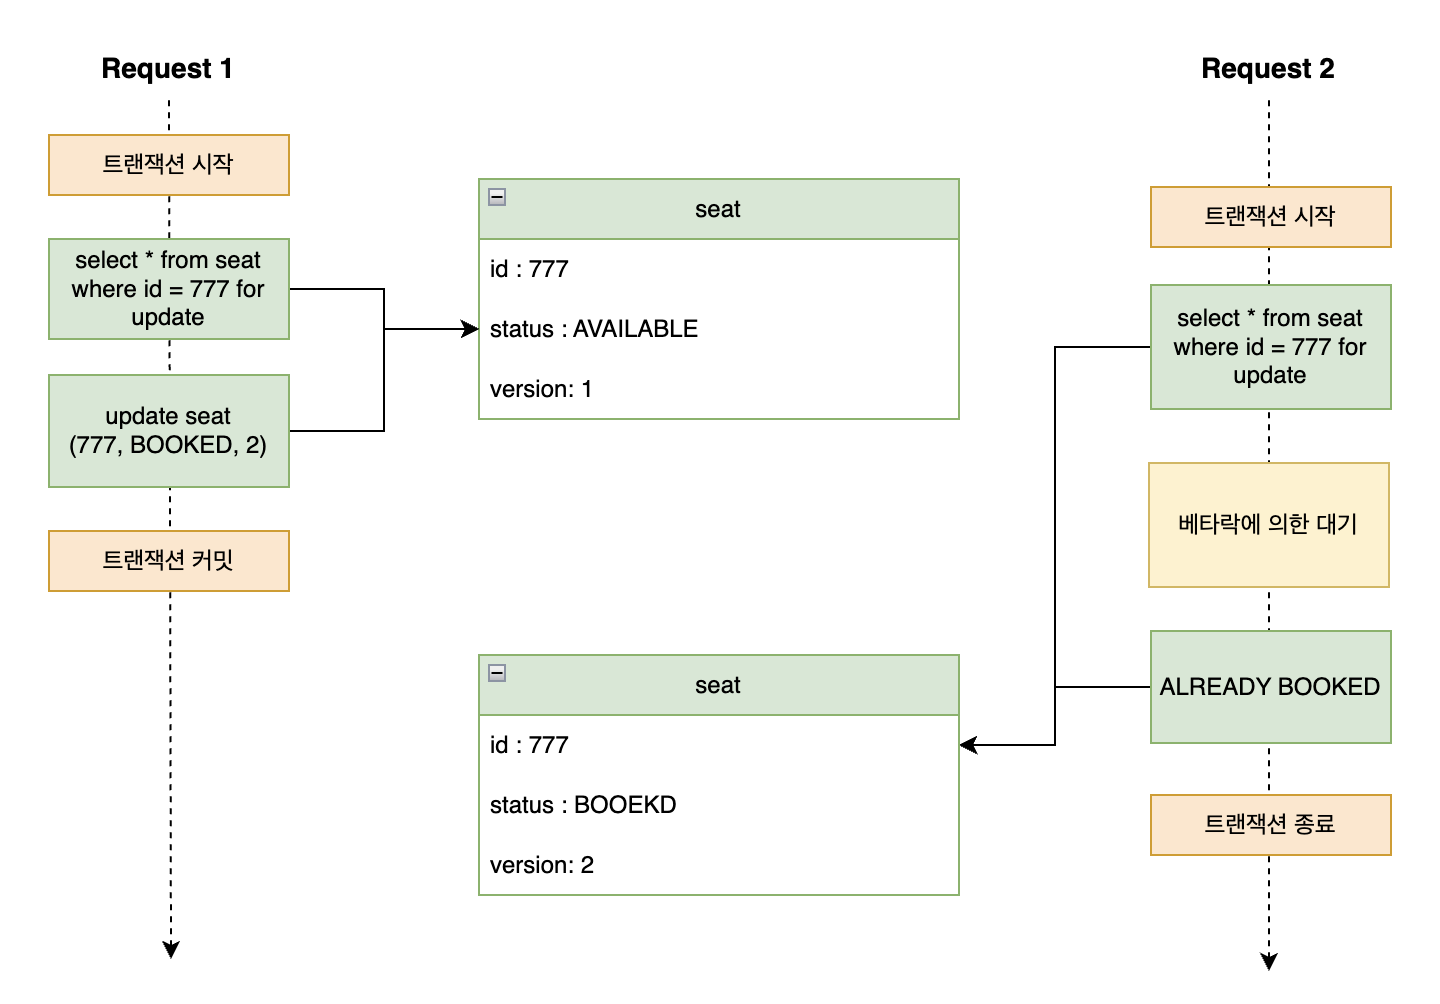 Request 1
트랜잭션 시작
select * from seat
where id = 777 for
update
update seat
(777, BOOKED, 2)
트랜잭션 커밋
seat
id : 777
status : AVAILABLE
version: 1
seat
id : 777
status : BOOEKD
version: 2
Request 2
트랜잭션 시작
select * from seat
where id = 777 for
update
베타락에 의한 대기
ALREADY BOOKED
트랜잭션 종료